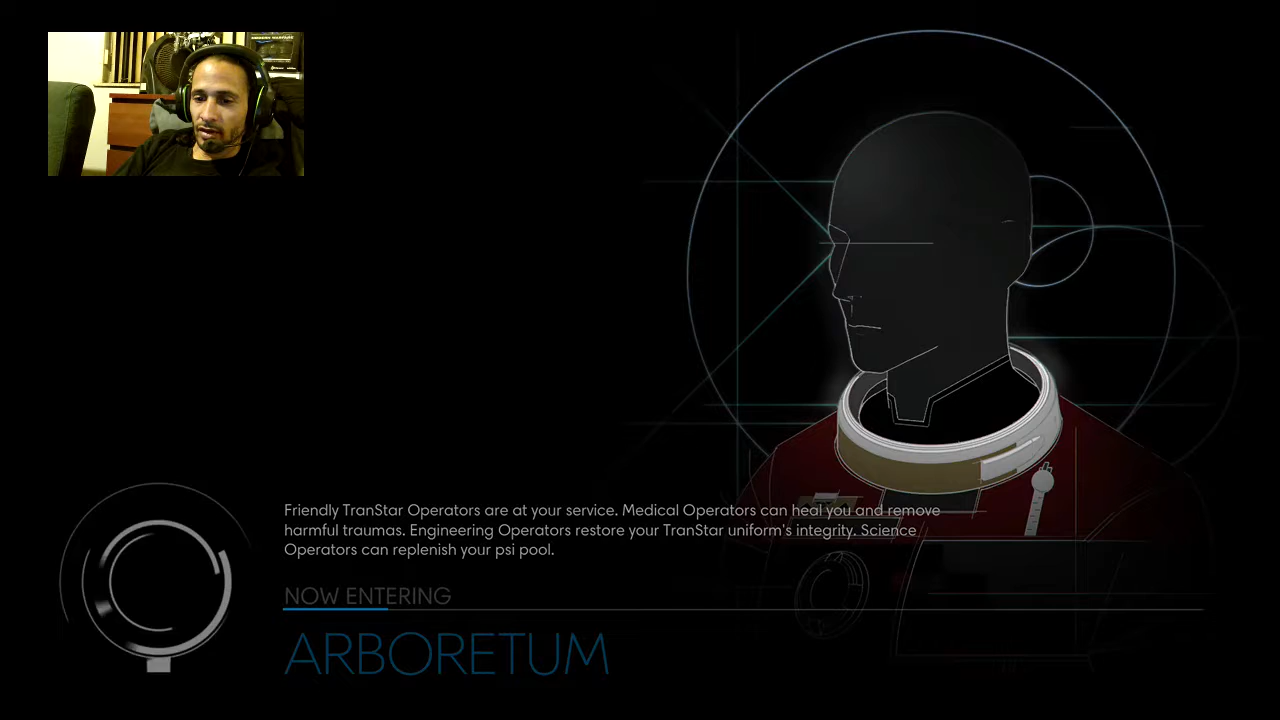 Friendly TranStar Operators are at your service. Medical Operators can heal you and remove
harmful traumas. Engineering Operators restore your TranStar uniform's integrity. Science
Operators can replenish your psi pool.
NOW ENTERING
ARBORETUM